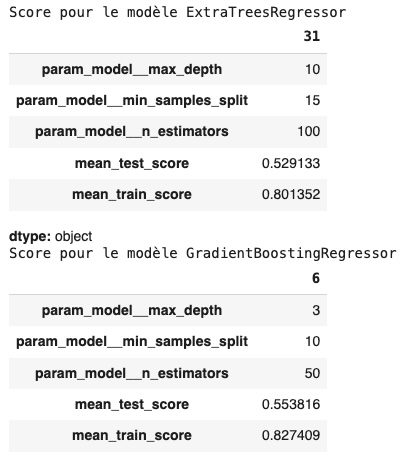 Score pour le modèle ExtraTreesRegressor
31
param_model__max_depth 10
param_model__min_samples_split 15
param_model__n_estimators 100
mean_test_score 0.529133
mean_train_score 0.801352
dtype: object
Score pour le modèle GradientBoostingRegressor
6
param_model__max_depth 3
param_model__min_samples_split 10
param_model__n_estimators 50
mean_test_score 0.553816
mean_train_score 0.827409